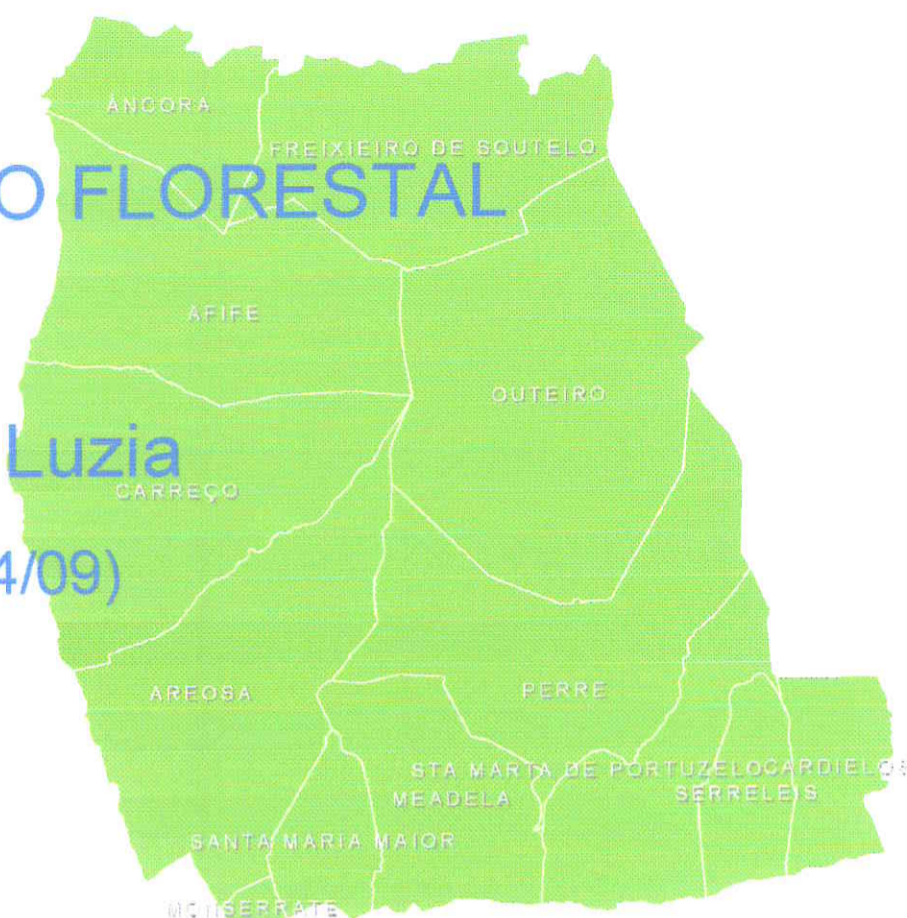 ÂNCORA
FREIXIEIRO DE SOUTELO
O FLORESTAL
AFIFE
OUTEIRO
Luzia
CARREÇO
4/09)
AREOSA
PERRE
STA MARTA DE PORTUZELO
CARDIELOS
MEADELA
SERRELEIS
SANTA MARIA MAIOR
MONSERRATE